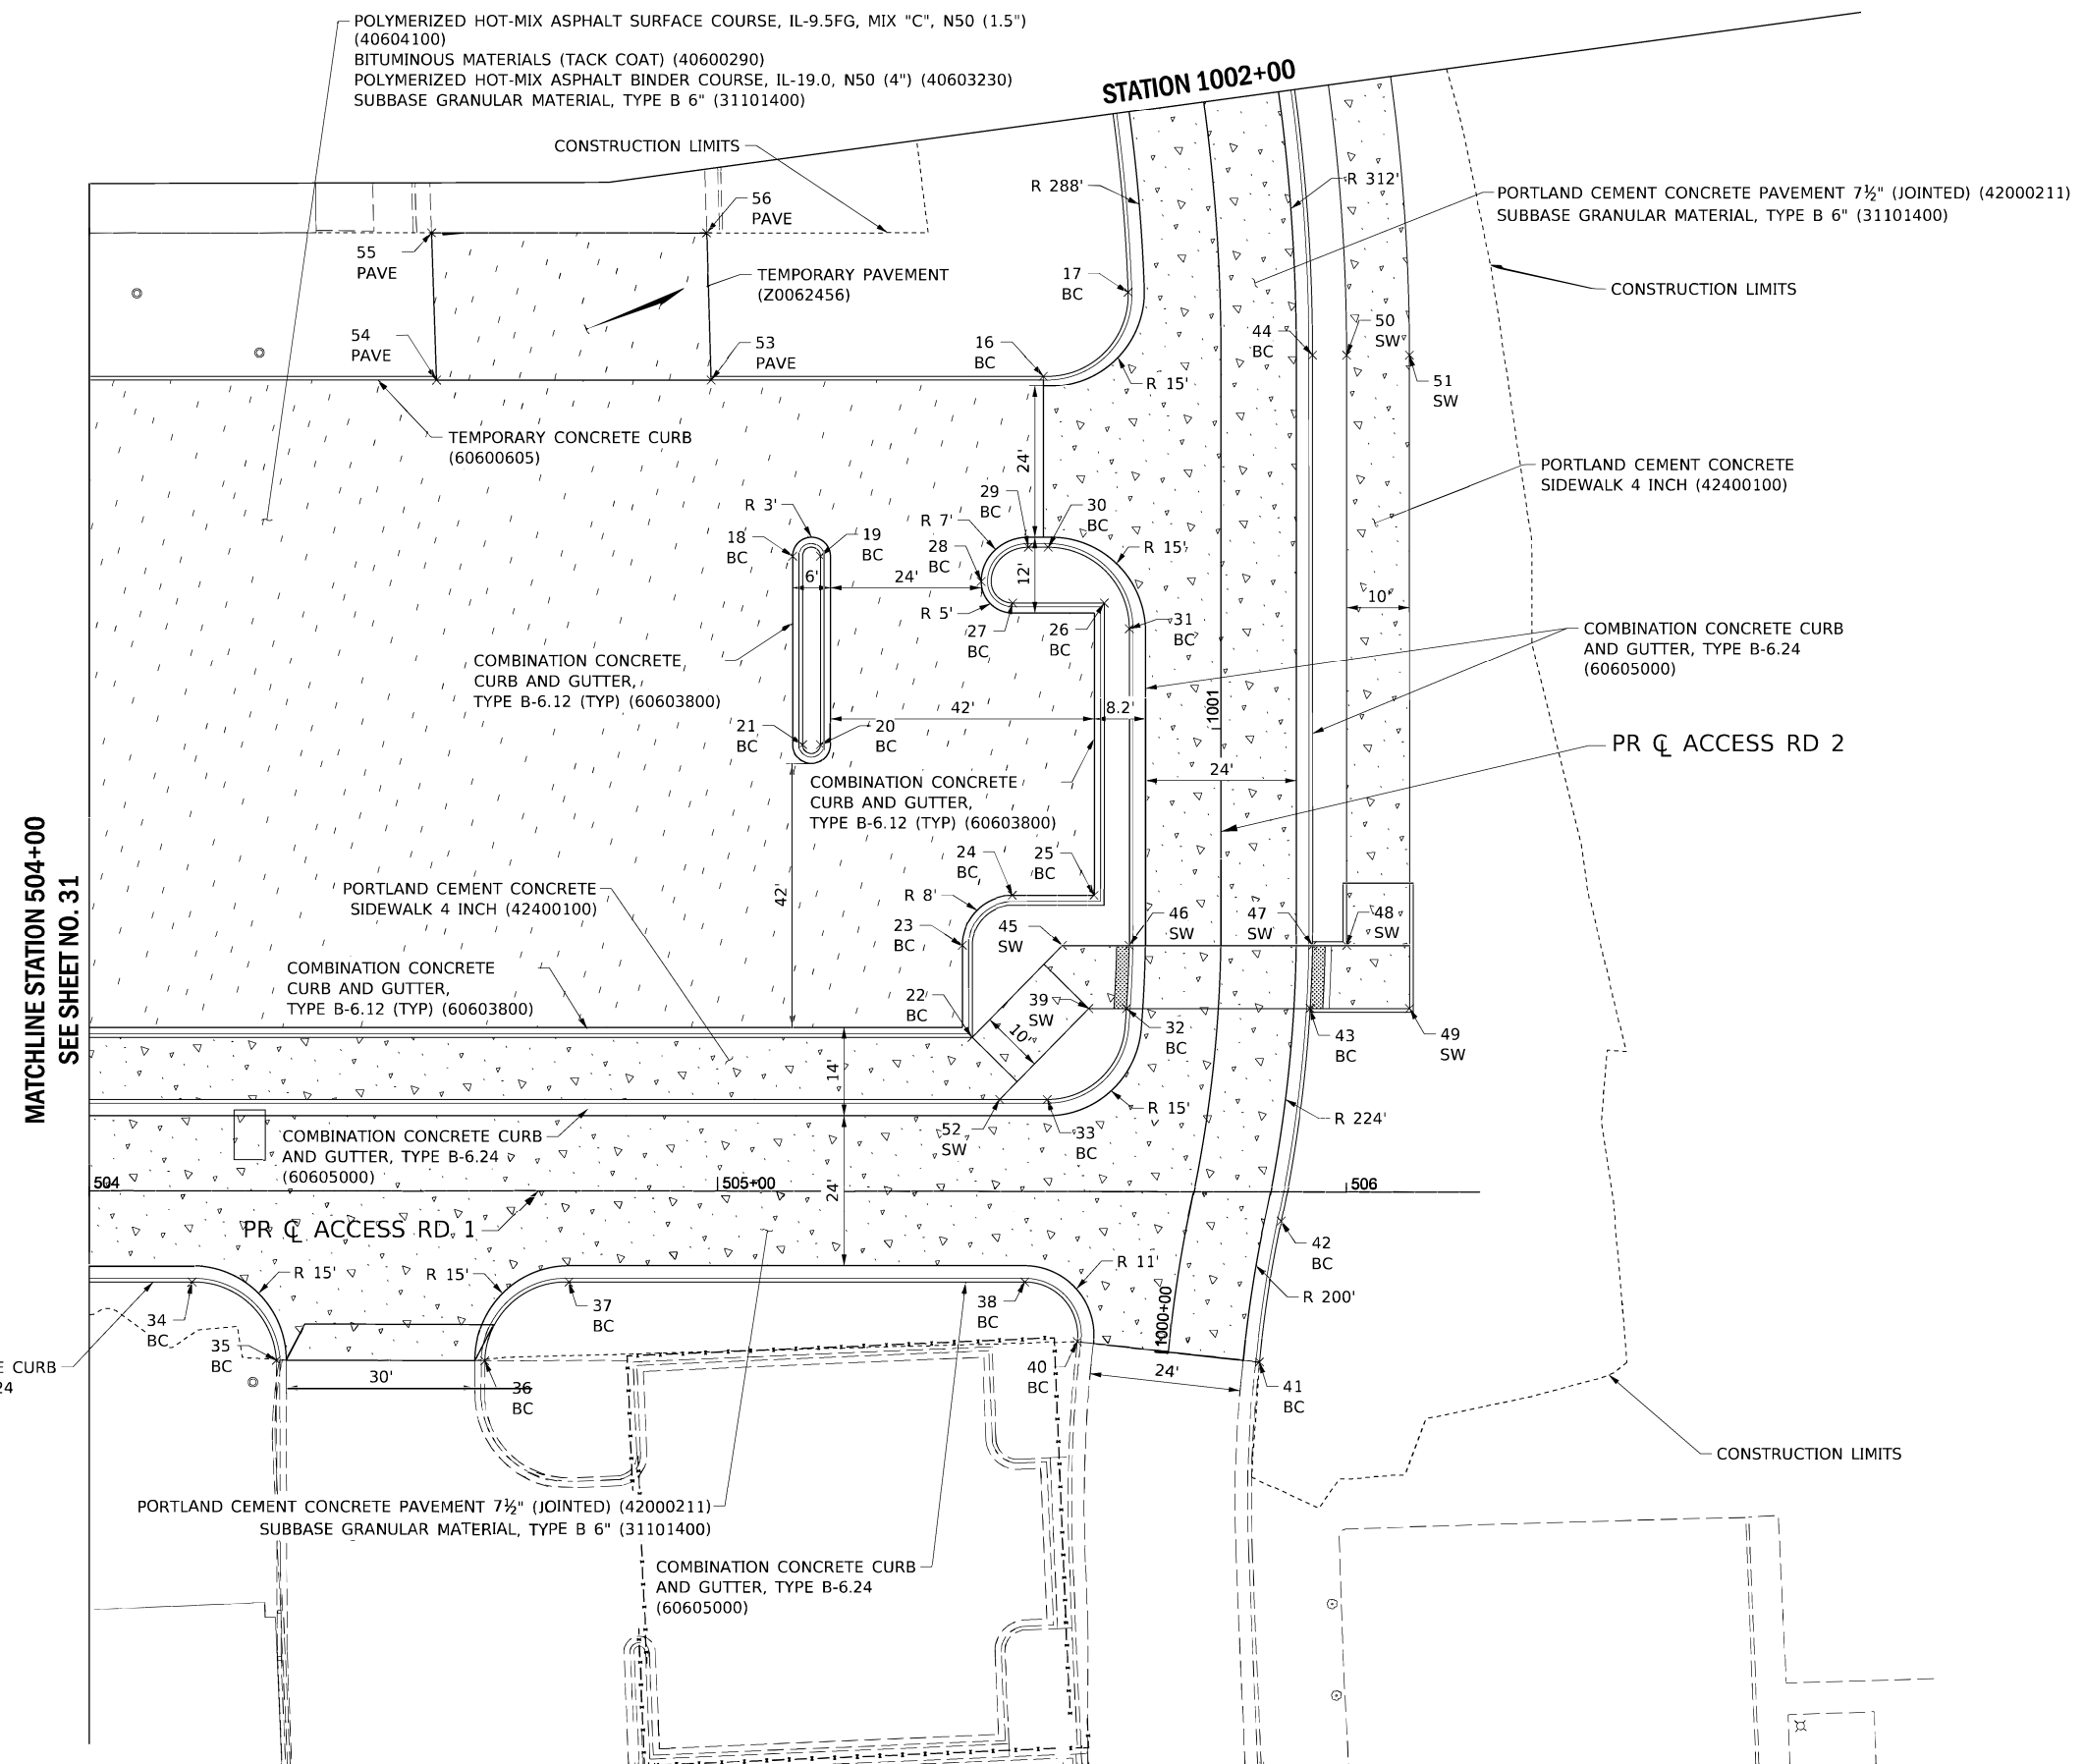 POLYMERIZED HOT-MIX ASPHALT SURFACE COURSE, IL-9.5FG, MIX "C", N50 (1.5")
(40604100)
BITUMINOUS MATERIALS (TACK COAT) (40600290)
POLYMERIZED HOT-MIX ASPHALT BINDER COURSE, IL-19.0, N50 (4") (40603230)
SUBBASE GRANULAR MATERIAL, TYPE B 6" (31101400)
STATION 1002+00
CONSTRUCTION LIMITS
R 288'
R 312'
PORTLAND CEMENT CONCRETE PAVEMENT 7½" (JOINTED) (42000211)
SUBBASE GRANULAR MATERIAL, TYPE B 6" (31101400)
56
PAVE
55
PAVE
TEMPORARY PAVEMENT
(Z0062456)
17
BC
CONSTRUCTION LIMITS
54
PAVE
53
PAVE
16
BC
44
BC
50
SW
51
SW
R 15'
TEMPORARY CONCRETE CURB
(60600605)
24'
PORTLAND CEMENT CONCRETE
SIDEWALK 4 INCH (42400100)
R 3'
29
BC
30
BC
R 7'
18
BC
19
BC
28
BC
R 15'
6'
24'
12'
10'
R 5'
27
BC
26
BC
31
BC
COMBINATION CONCRETE CURB
AND GUTTER, TYPE B-6.24
(60605000)
COMBINATION CONCRETE
CURB AND GUTTER,
TYPE B-6.12 (TYP) (60603800)
42'
8.2'
1001
21
BC
20
BC
PR CL ACCESS RD 2
24'
COMBINATION CONCRETE
CURB AND GUTTER,
TYPE B-6.12 (TYP) (60603800)
MATCHLINE STATION 504+00
SEE SHEET NO. 31
42'
24
BC
25
BC
PORTLAND CEMENT CONCRETE
SIDEWALK 4 INCH (42400100)
R 8'
23
BC
45
SW
46
SW
47
SW
48
SW
COMBINATION CONCRETE
CURB AND GUTTER,
TYPE B-6.12 (TYP) (60603800)
22
BC
39
SW
10'
32
BC
43
BC
49
SW
14'
R 15'
R 224'
COMBINATION CONCRETE CURB
AND GUTTER, TYPE B-6.24
(60605000)
52
SW
33
BC
504
505+00
506
24'
PR CL ACCESS RD 1
42
BC
R 15'
R 15'
R 11'
R 200'
34
BC
37
BC
38
BC
1000+00
35
BC
E CURB
24
30'
36
BC
40
BC
24'
41
BC
CONSTRUCTION LIMITS
PORTLAND CEMENT CONCRETE PAVEMENT 7½" (JOINTED) (42000211)
SUBBASE GRANULAR MATERIAL, TYPE B 6" (31101400)
COMBINATION CONCRETE CURB
AND GUTTER, TYPE B-6.24
(60605000)